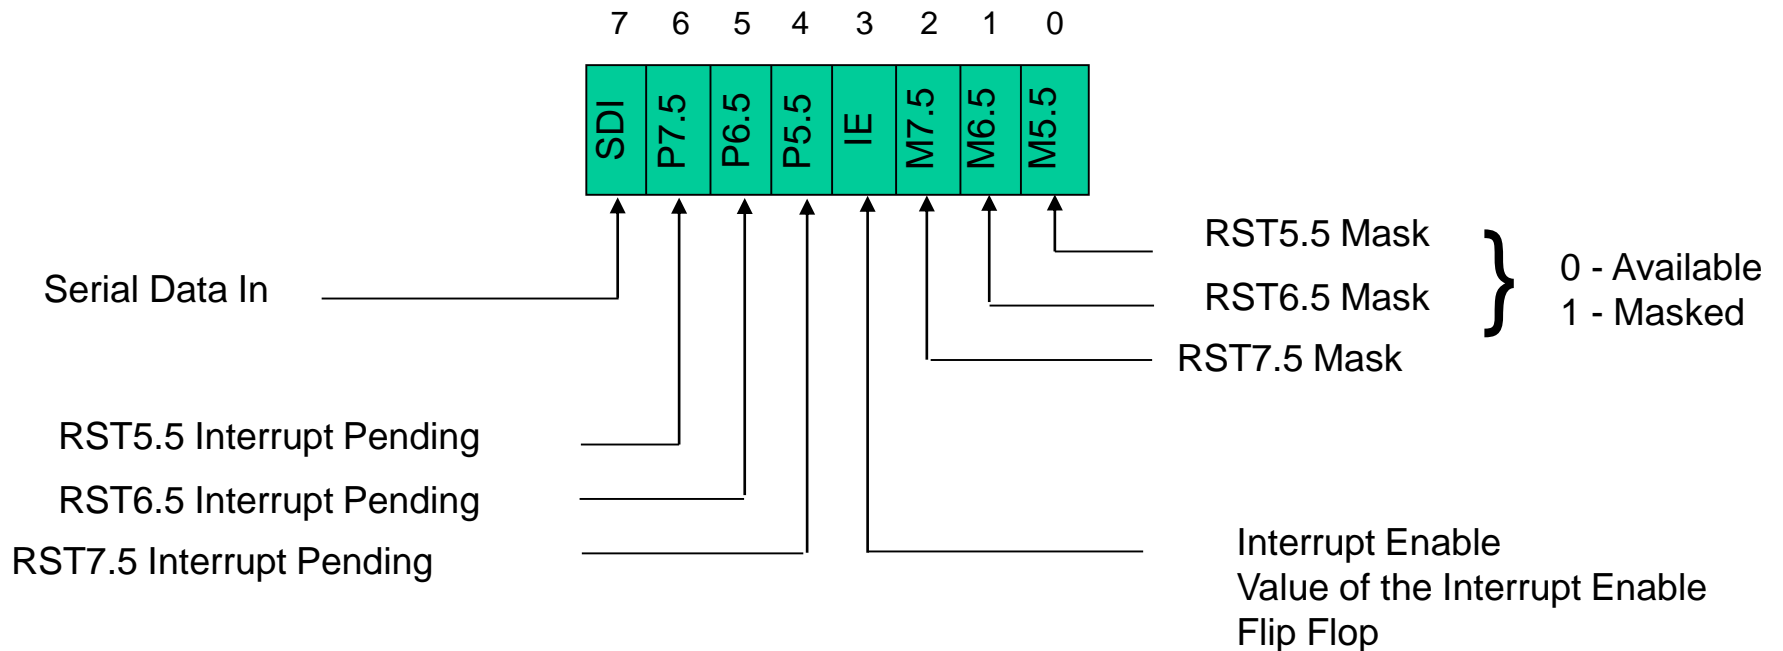 7 6 5 4 3 2 1 0
SDI P7.5 P6.5 P5.5 IE M7.5 M6.5 M5.5
Serial Data In
RST5.5 Interrupt Pending
RST6.5 Interrupt Pending
RST7.5 Interrupt Pending
RST5.5 Mask
RST6.5 Mask
RST7.5 Mask
}
0 - Available
1 - Masked
Interrupt Enable
Value of the Interrupt Enable
Flip Flop